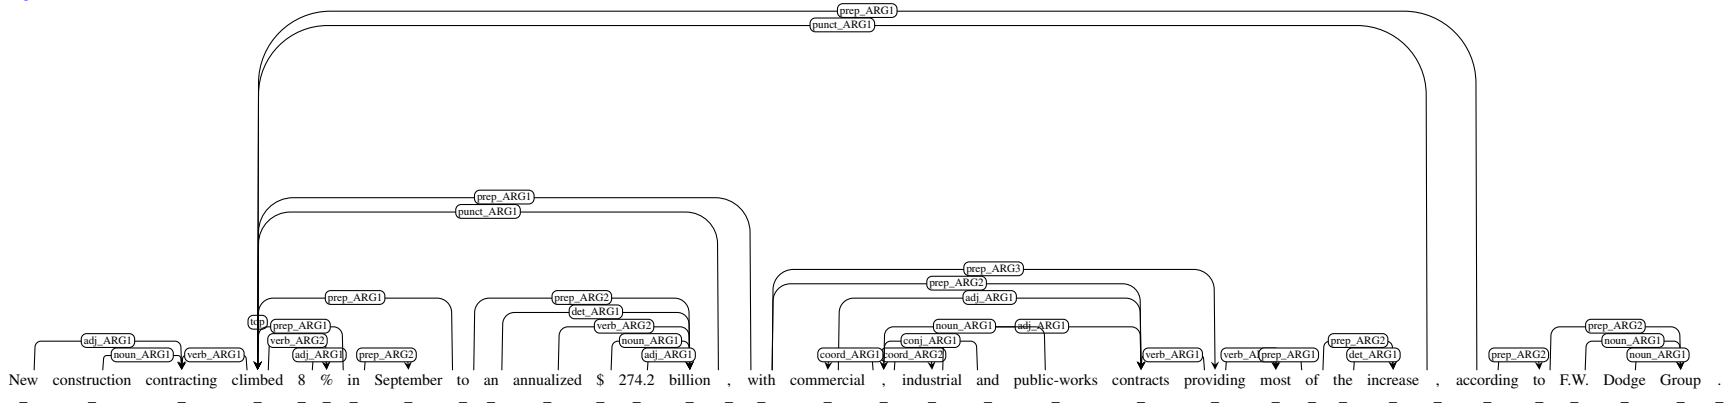 prep_ARG1
punct_ARG1
prep_ARG1
punct_ARG1
prep_ARG3
prep_ARG2
prep_ARG1 prep_ARG2 adj_ARG1
det_ARG1
top prep_ARG1 verb_ARG2 noun_ARG1 adj_ARG1 prep_ARG2
adj_ARG1 verb_ARG2 noun_ARG1 conj_ARG1 prep_ARG2 noun_ARG1
noun_ARG1 verb_ARG1 adj_ARG1 prep_ARG2 adj_ARG1 coord_ARG1 coord_ARG2 verb_ARG1 prep_ARG1 det_ARG1 prep_ARG2 noun_ARG1
New construction contracting climbed 8 % in September to an annualized $ 274.2 billion , with commercial , industrial and public-works contracts providing most of the increase , according to F.W. Dodge Group .
_ _ _ _ _ _ _ _ _ _ _ _ _ _ _ _ _ _ _ _ _ _ _ _ _ _ _ _ _ _ _ _ _ _